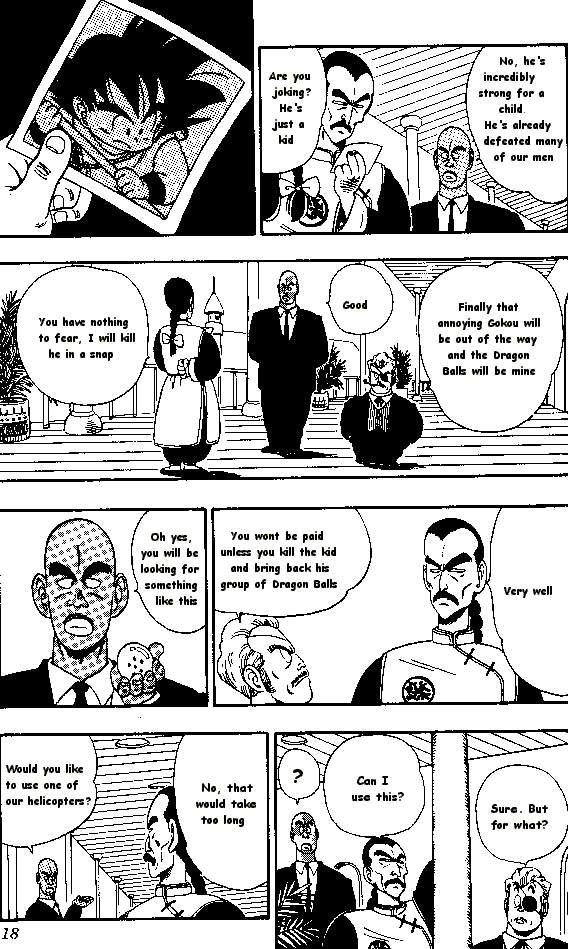 Are you
joking?
He's
just a
kid
No, he's
incredibly
strong for a
child.
He's already
defeated many
of our men
You have nothing
to fear, I will kill
he in a snap
Good
Finally that
annoying Gokou will
be out of the way
and the Dragon
Balls will be mine
Oh yes,
you will be
looking for
something
like this
You wont be paid
unless you kill the kid
and bring back his
group of Dragon Balls
Very well
Would you like
to use one of
our helicopters?
No, that
would take
too long
?
Can I
use this?
Sure. But
for what?
18